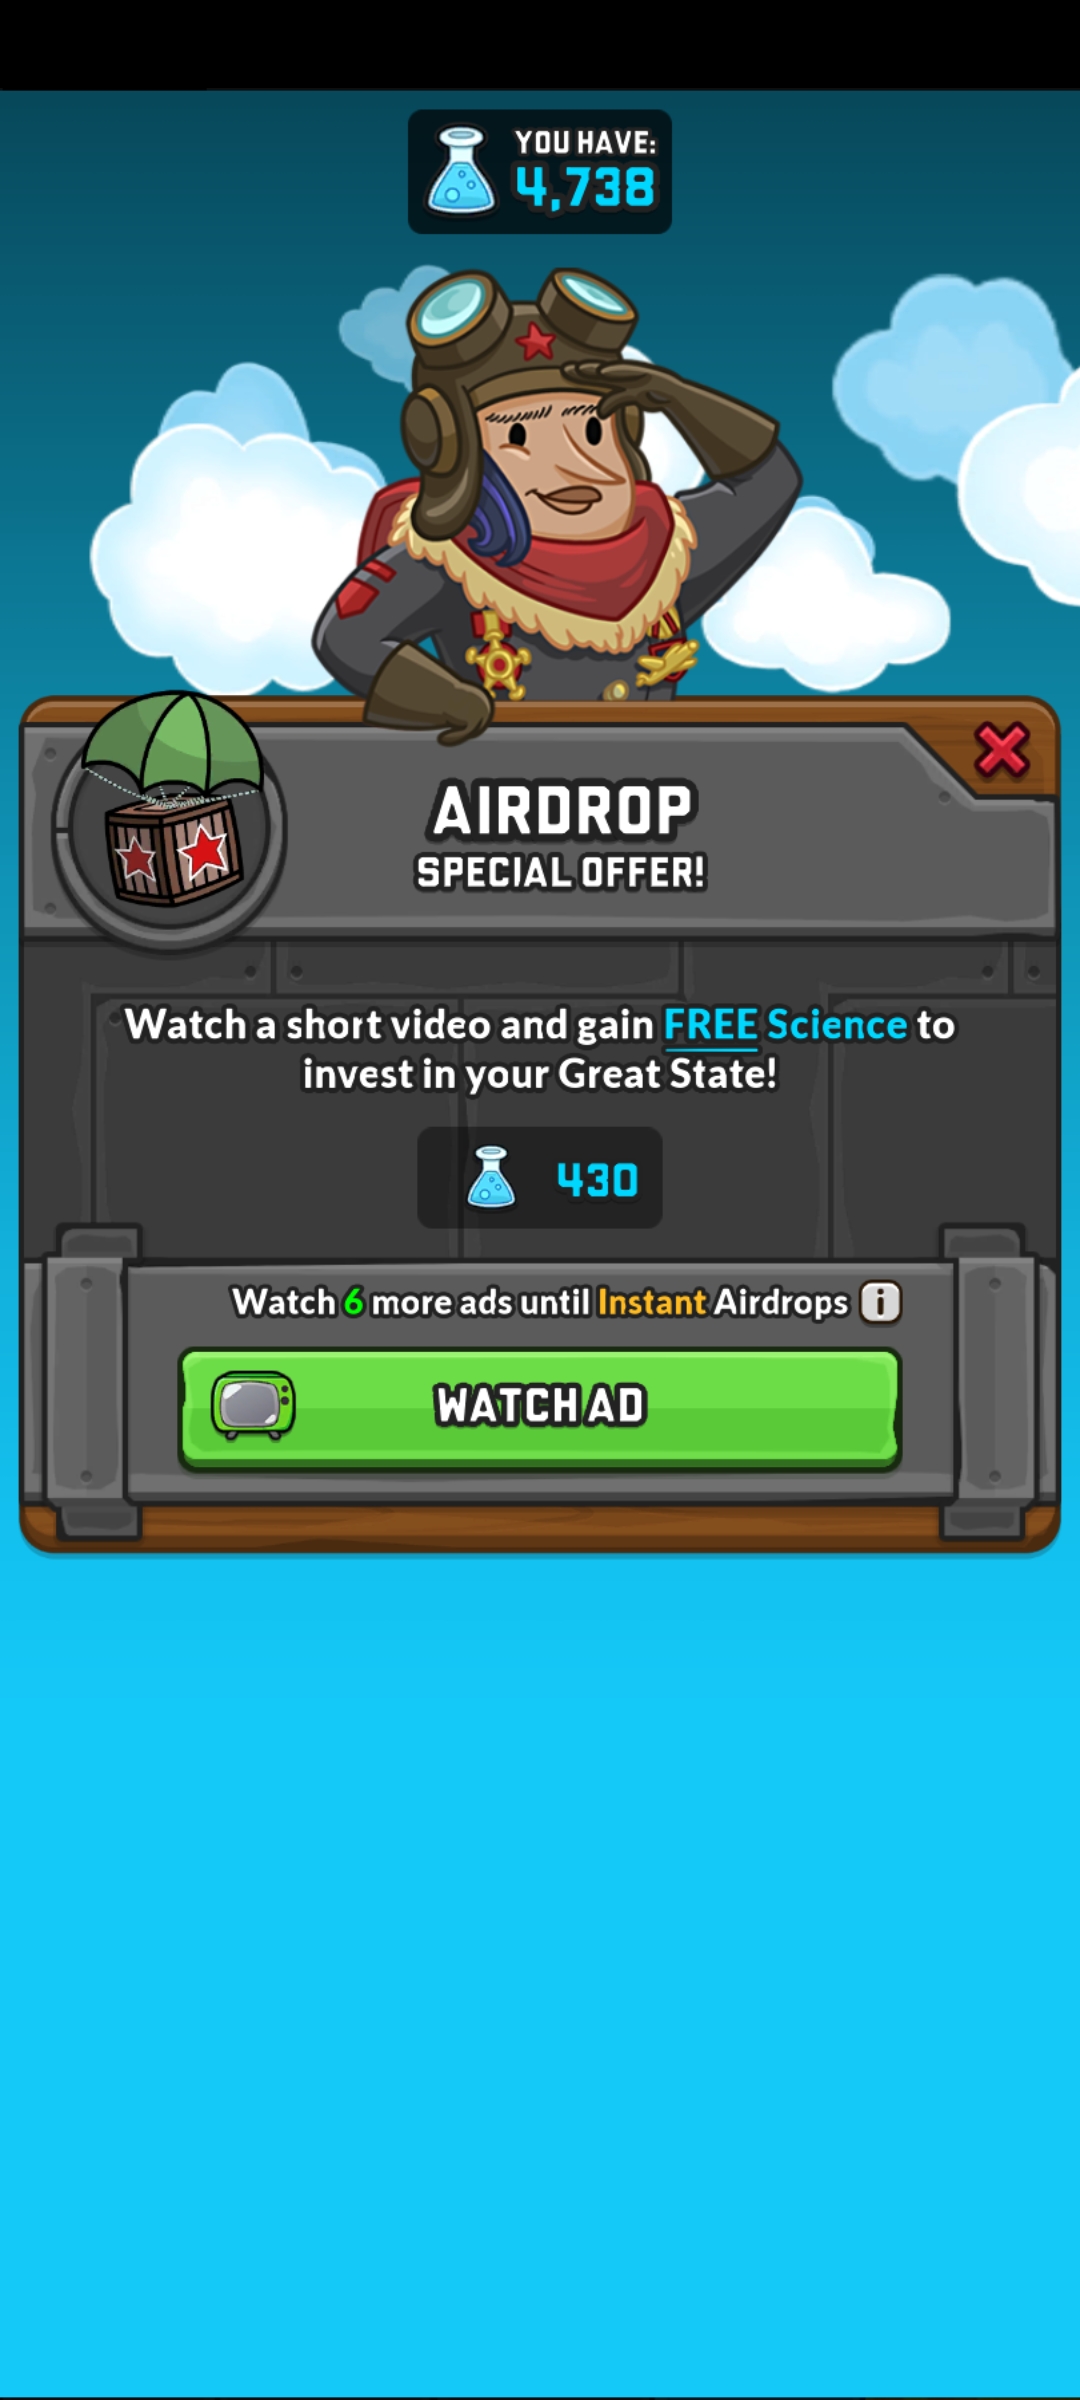 YOU HAVE:
4,738
AIRDROP
SPECIAL OFFER!
Watch a short video and gain FREE Science to
invest in your Great State!
430
Watch 6 more ads until Instant Airdrops i
WATCH AD